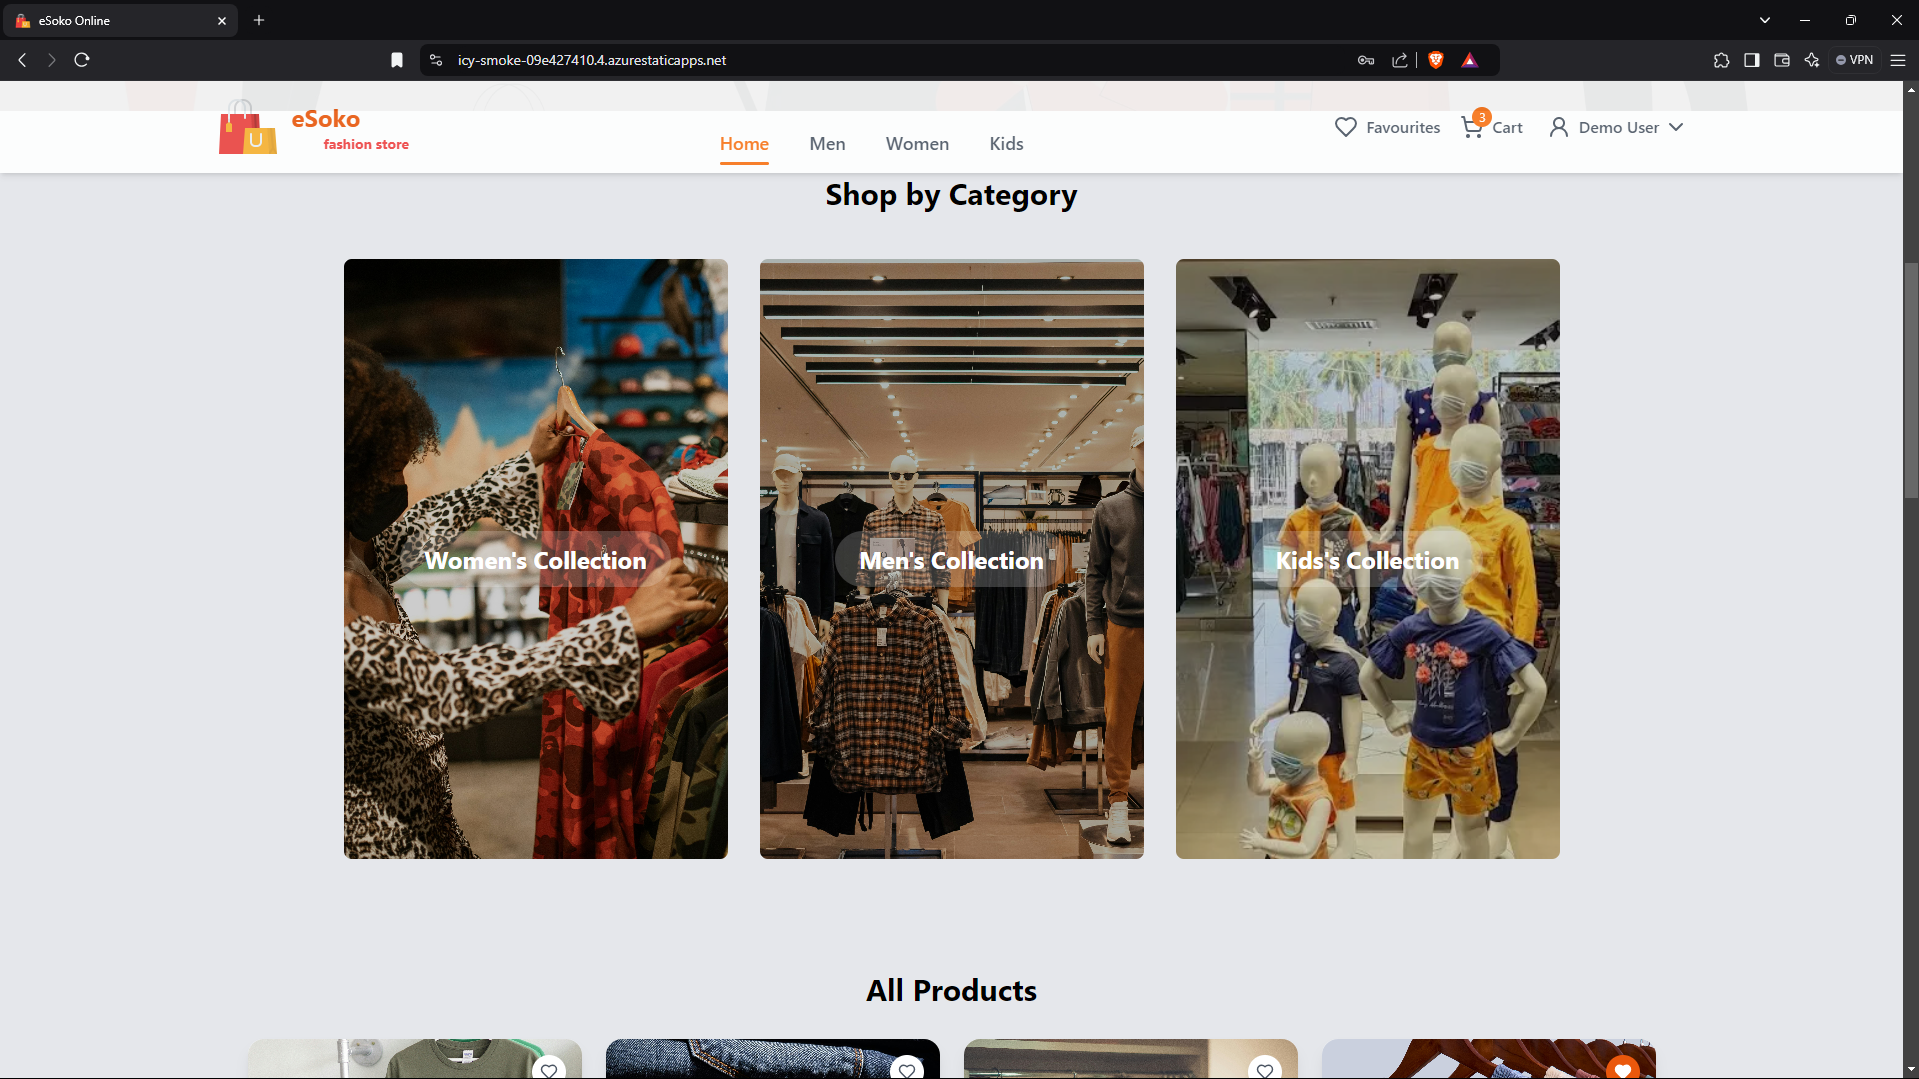 eSoko Online
icy-smoke-09e427410.4.azurestaticapps.net
VPN
eSoko
fashion store
U
Home
Men
Women
Kids
Favourites
3
Cart
Demo User
Shop by Category
Women's Collection
Men's Collection
Kids's Collection
All Products